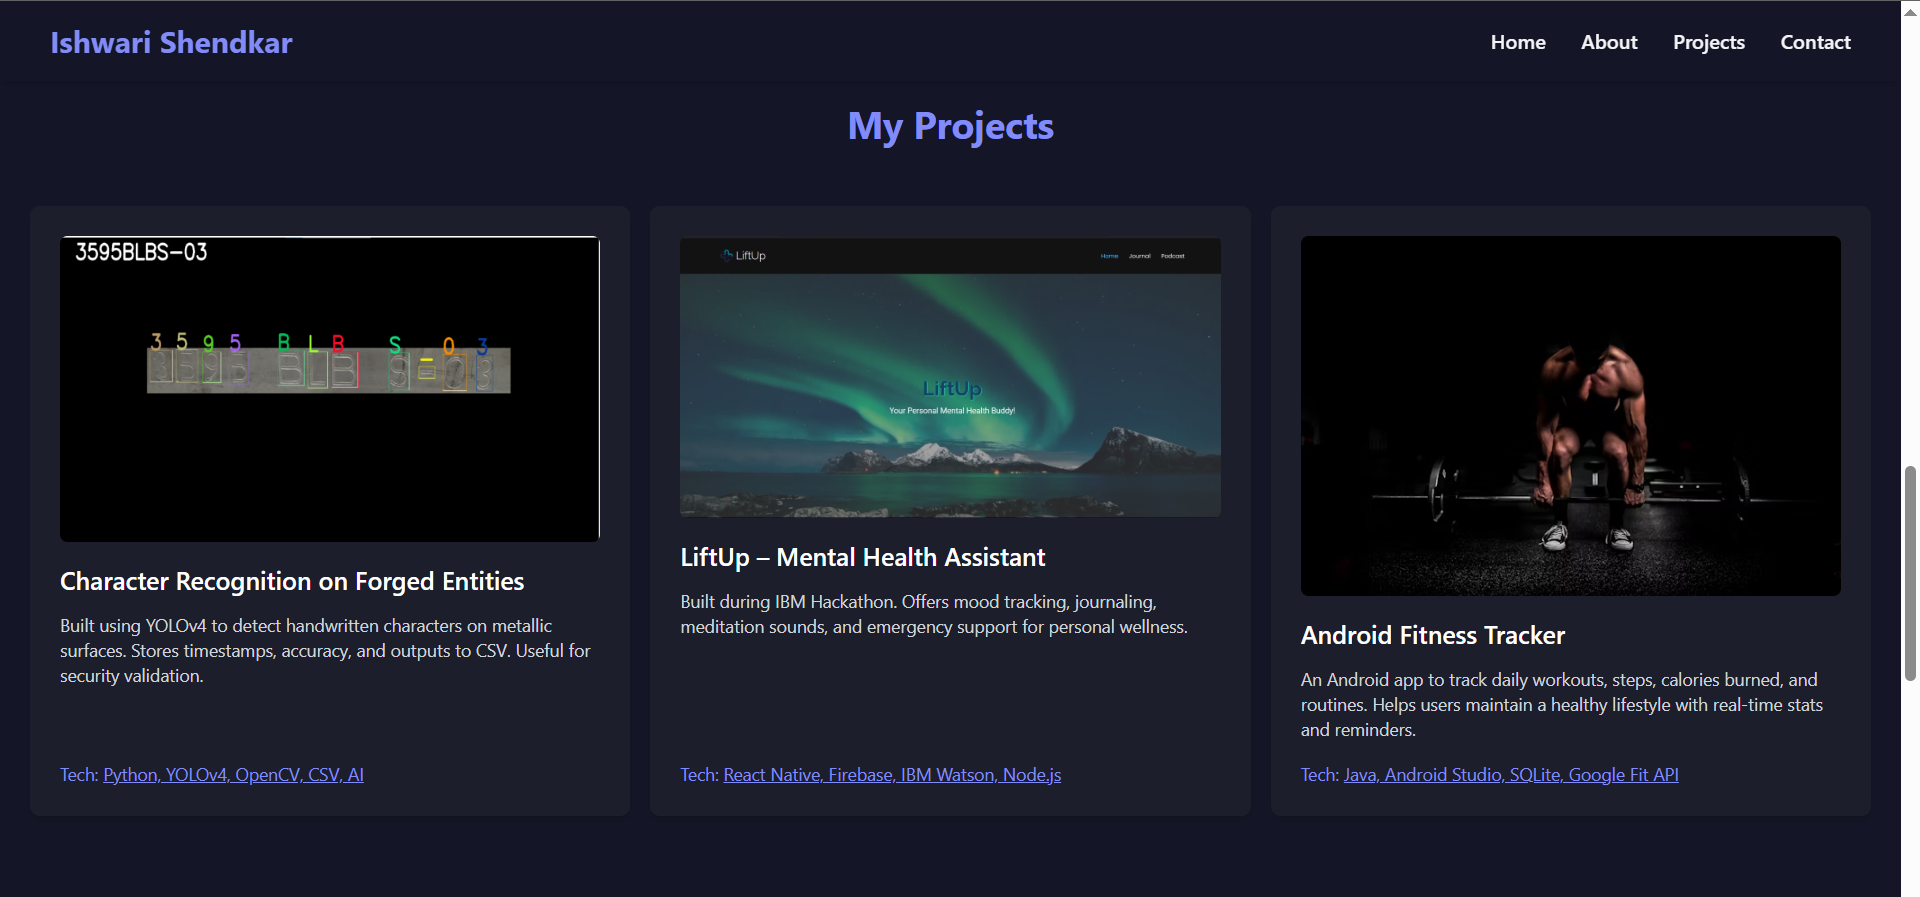 Ishwari Shendkar
Home About Projects Contact
My Projects
3595BLBS-03
3 5 9 5 B L B S - 0 3
3595 BLB S=03
Character Recognition on Forged Entities
Built using YOLOv4 to detect handwritten characters on metallic
surfaces. Stores timestamps, accuracy, and outputs to CSV. Useful for
security validation.
Tech: Python, YOLOv4, OpenCV, CSV, AI
LiftUp
Home Journal Podcast
LiftUp
Your Personal Mental Health Buddy!
LiftUp – Mental Health Assistant
Built during IBM Hackathon. Offers mood tracking, journaling,
meditation sounds, and emergency support for personal wellness.
Tech: React Native, Firebase, IBM Watson, Node.js
Android Fitness Tracker
An Android app to track daily workouts, steps, calories burned, and
routines. Helps users maintain a healthy lifestyle with real-time stats
and reminders.
Tech: Java, Android Studio, SQLite, Google Fit API